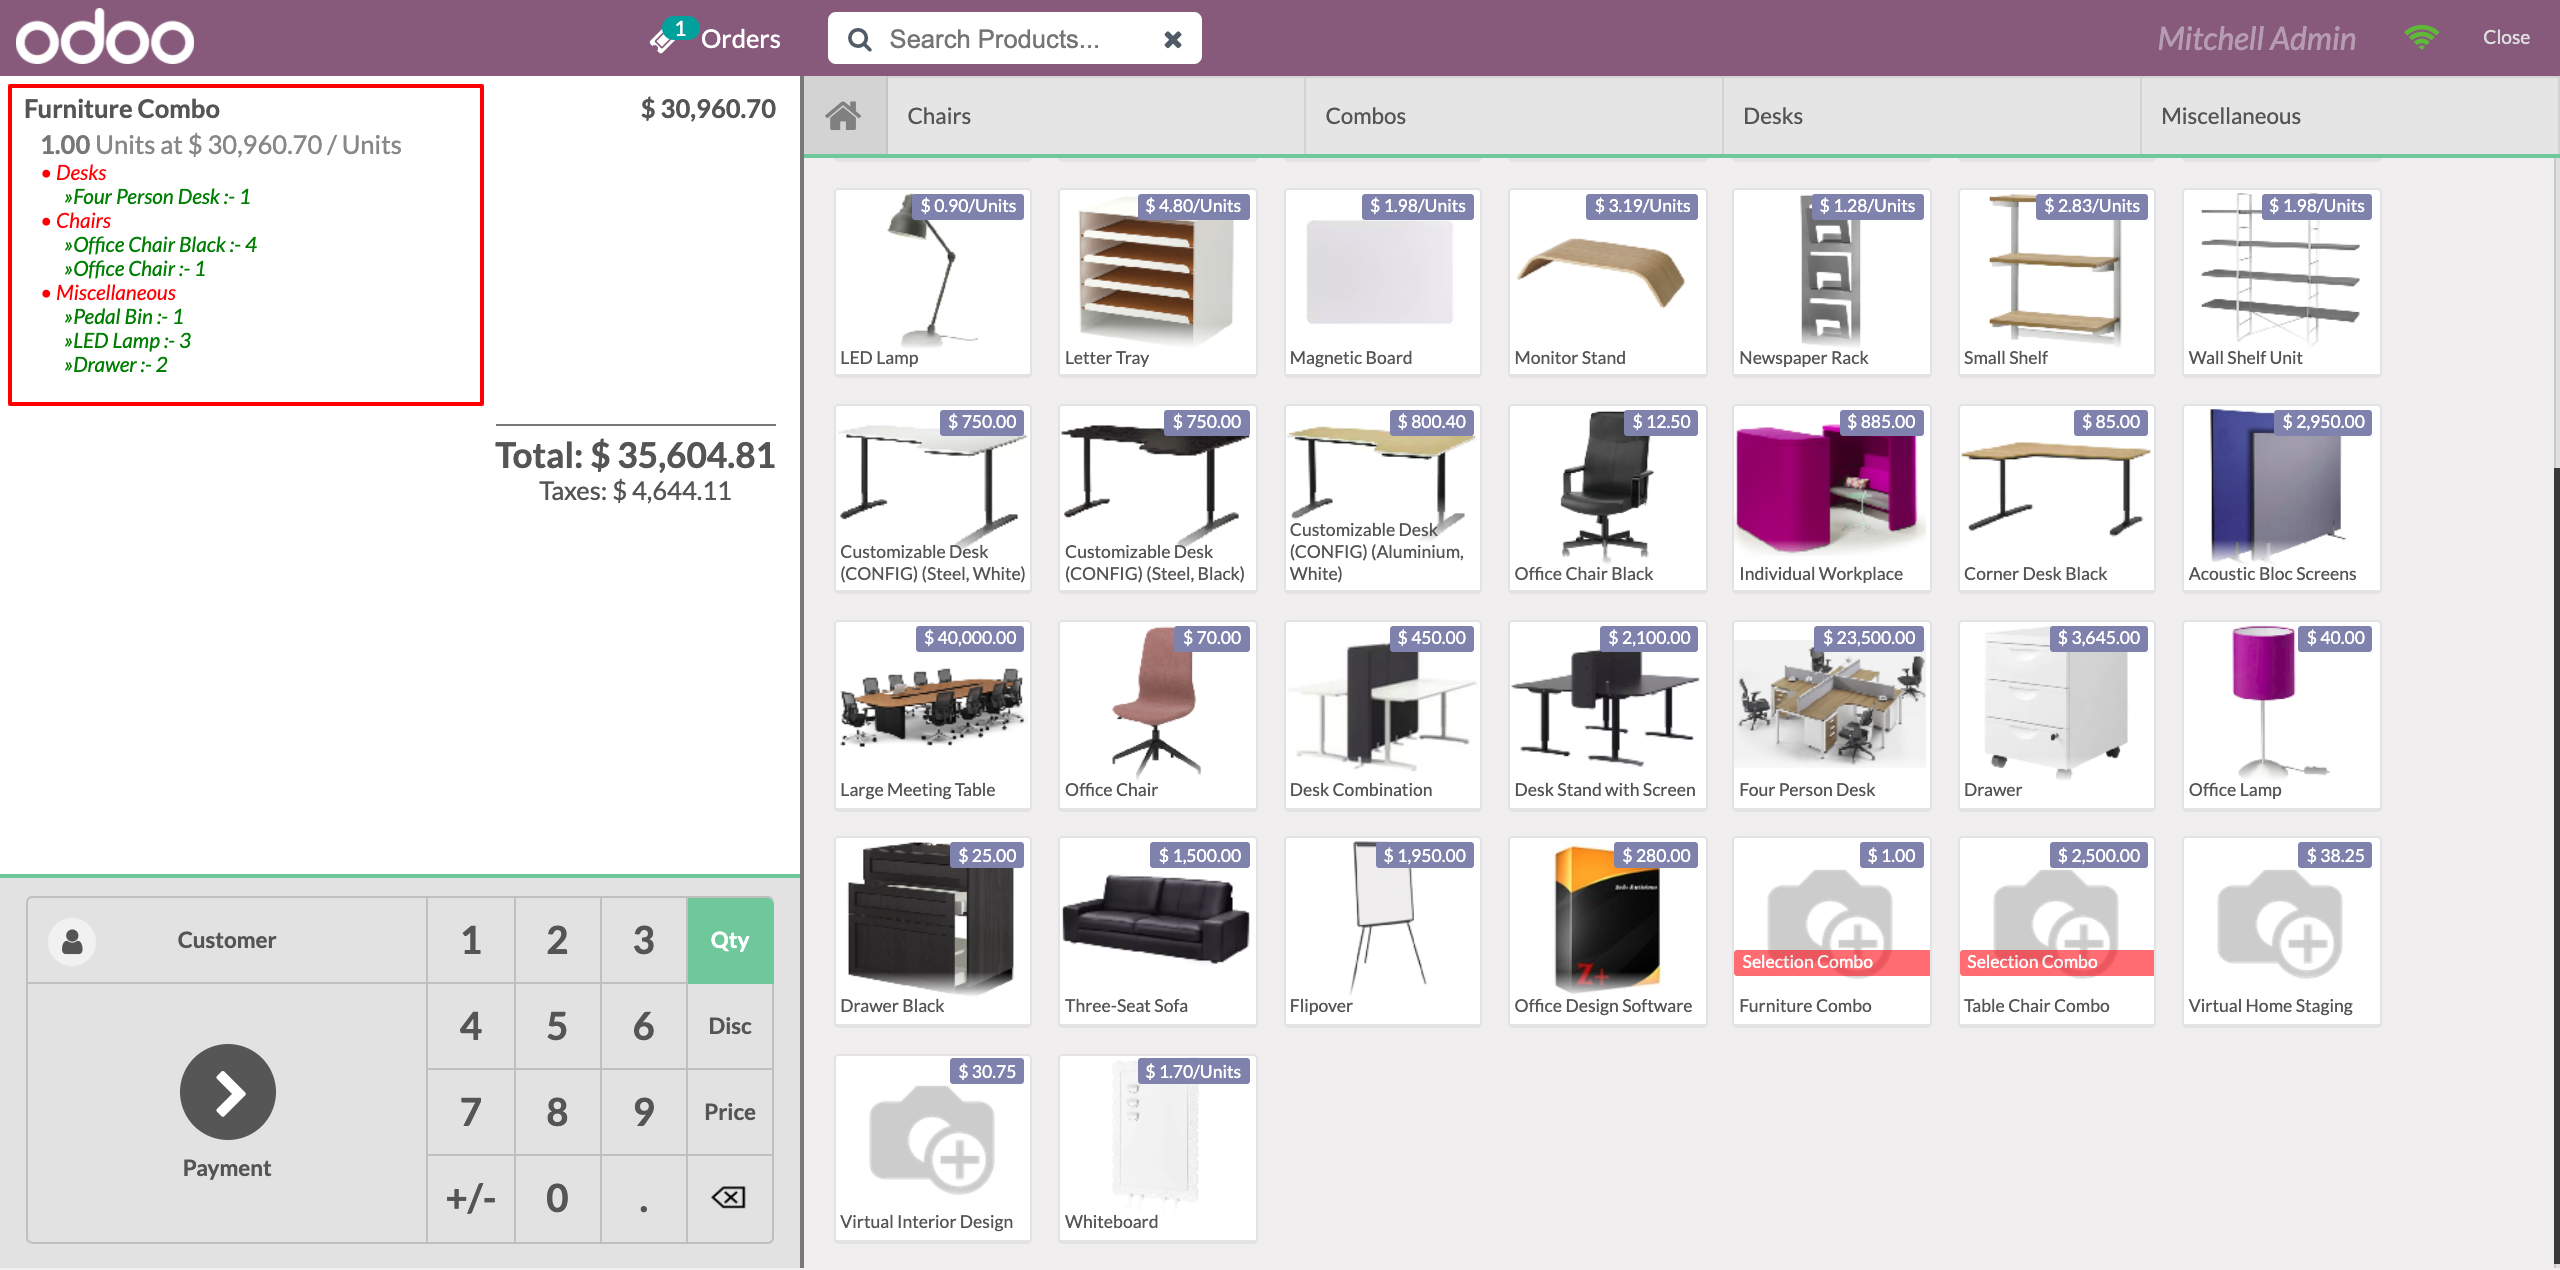 odoo
1
Orders
Search Products...
Mitchell Admin
Close
Furniture Combo
$ 30,960.70
1.00 Units at $ 30,960.70 / Units
• Desks
»Four Person Desk :- 1
• Chairs
»Office Chair Black :- 4
»Office Chair :- 1
• Miscellaneous
»Pedal Bin :- 1
»LED Lamp :- 3
»Drawer :- 2
Total: $ 35,604.81
Taxes: $ 4,644.11
Customer
Payment
1 2 3 Qty
4 5 6 Disc
7 8 9 Price
+/- 0 .
Chairs
Combos
Desks
Miscellaneous
$ 0.90/Units
LED Lamp
$ 4.80/Units
Letter Tray
$ 1.98/Units
Magnetic Board
$ 3.19/Units
Monitor Stand
$ 1.28/Units
Newspaper Rack
$ 2.83/Units
Small Shelf
$ 1.98/Units
Wall Shelf Unit
$ 750.00
Customizable Desk
(CONFIG) (Steel, White)
$ 750.00
Customizable Desk
(CONFIG) (Steel, Black)
$ 800.40
Customizable Desk
(CONFIG) (Aluminium,
White)
$ 12.50
Office Chair Black
$ 885.00
Individual Workplace
$ 85.00
Corner Desk Black
$ 2,950.00
Acoustic Bloc Screens
$ 40,000.00
Large Meeting Table
$ 70.00
Office Chair
$ 450.00
Desk Combination
$ 2,100.00
Desk Stand with Screen
$ 23,500.00
Four Person Desk
$ 3,645.00
Drawer
$ 40.00
Office Lamp
$ 25.00
Drawer Black
$ 1,500.00
Three-Seat Sofa
$ 1,950.00
Flipover
$ 280.00
Z+
Office Design Software
$ 1.00
Selection Combo
Furniture Combo
$ 2,500.00
Selection Combo
Table Chair Combo
$ 38.25
Virtual Home Staging
$ 30.75
Virtual Interior Design
$ 1.70/Units
Whiteboard